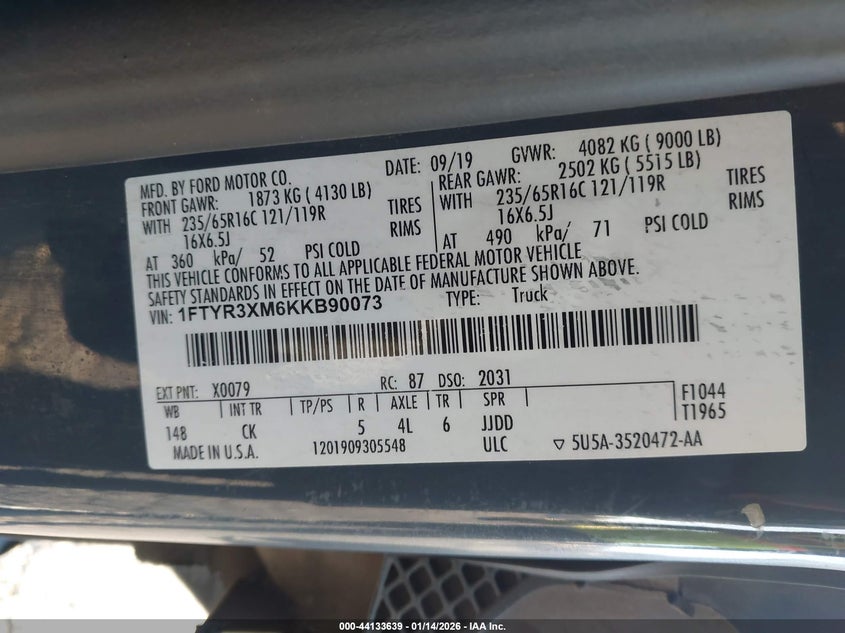 MFD. BY FORD MOTOR CO. DATE: 09/19 GVWR: 4082 KG ( 9000 LB)
FRONT GAWR: 1873 KG ( 4130 LB) REAR GAWR: 2502 KG ( 5515 LB)
WITH 235/65R16C 121/119R TIRES WITH 235/65R16C 121/119R TIRES
16X6.5J RIMS 16X6.5J RIMS
AT 360 kPa/ 52 PSI COLD AT 490 kPa/ 71 PSI COLD
THIS VEHICLE CONFORMS TO ALL APPLICABLE FEDERAL MOTOR VEHICLE
SAFETY STANDARDS IN EFFECT ON THE DATE OF MANUFACTURE SHOWN ABOVE.
VIN: 1FTYR3XM6KKB90073 TYPE: Truck
EXT PNT: X0079 RC: 87 DSO: 2031
WB INT TR TP/PS R AXLE TR SPR F1044
148 CK 5 4L 6 JJDD T1965
MADE IN U.S.A. 1201909305548 ULC ▽ 5U5A-3520472-AA
000-44133639 - 01/14/2026 - IAA Inc.